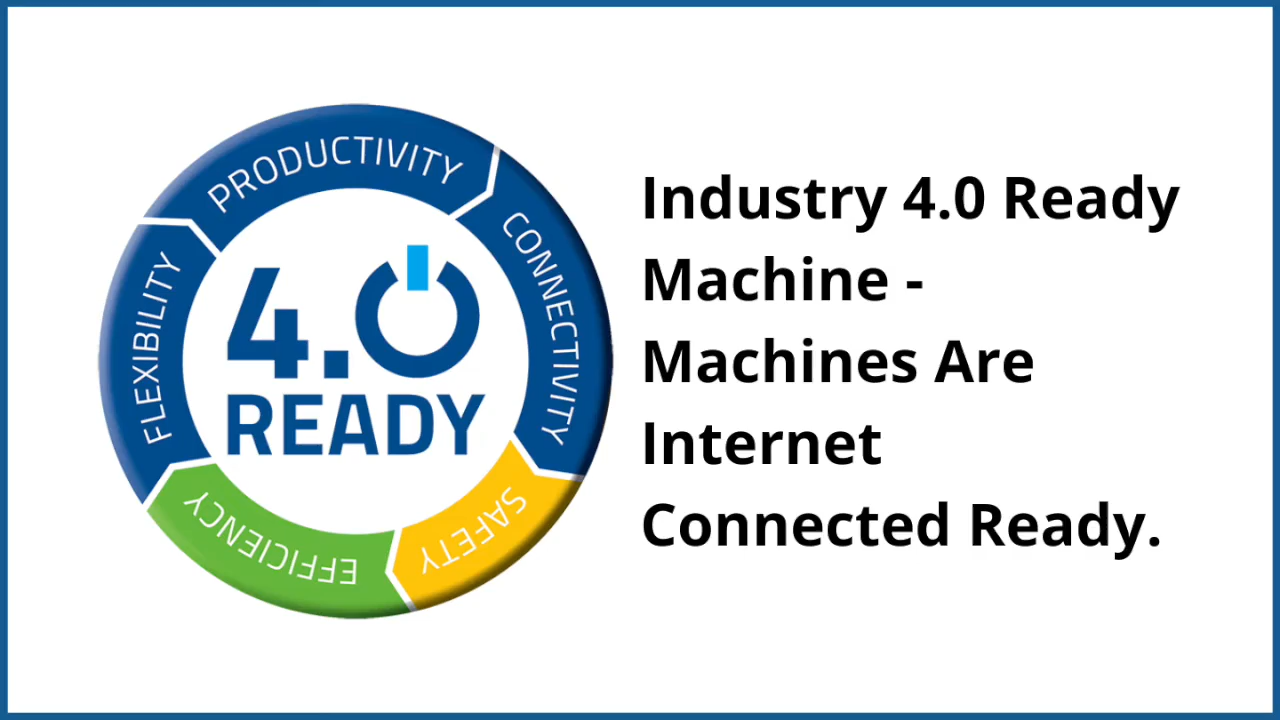 PRODUCTIVITY
CONNECTIVITY
SAFETY
EFFICIENCY
FLEXIBILITY
4.0
READY
Industry 4.0 Ready
Machine -
Machines Are
Internet
Connected Ready.